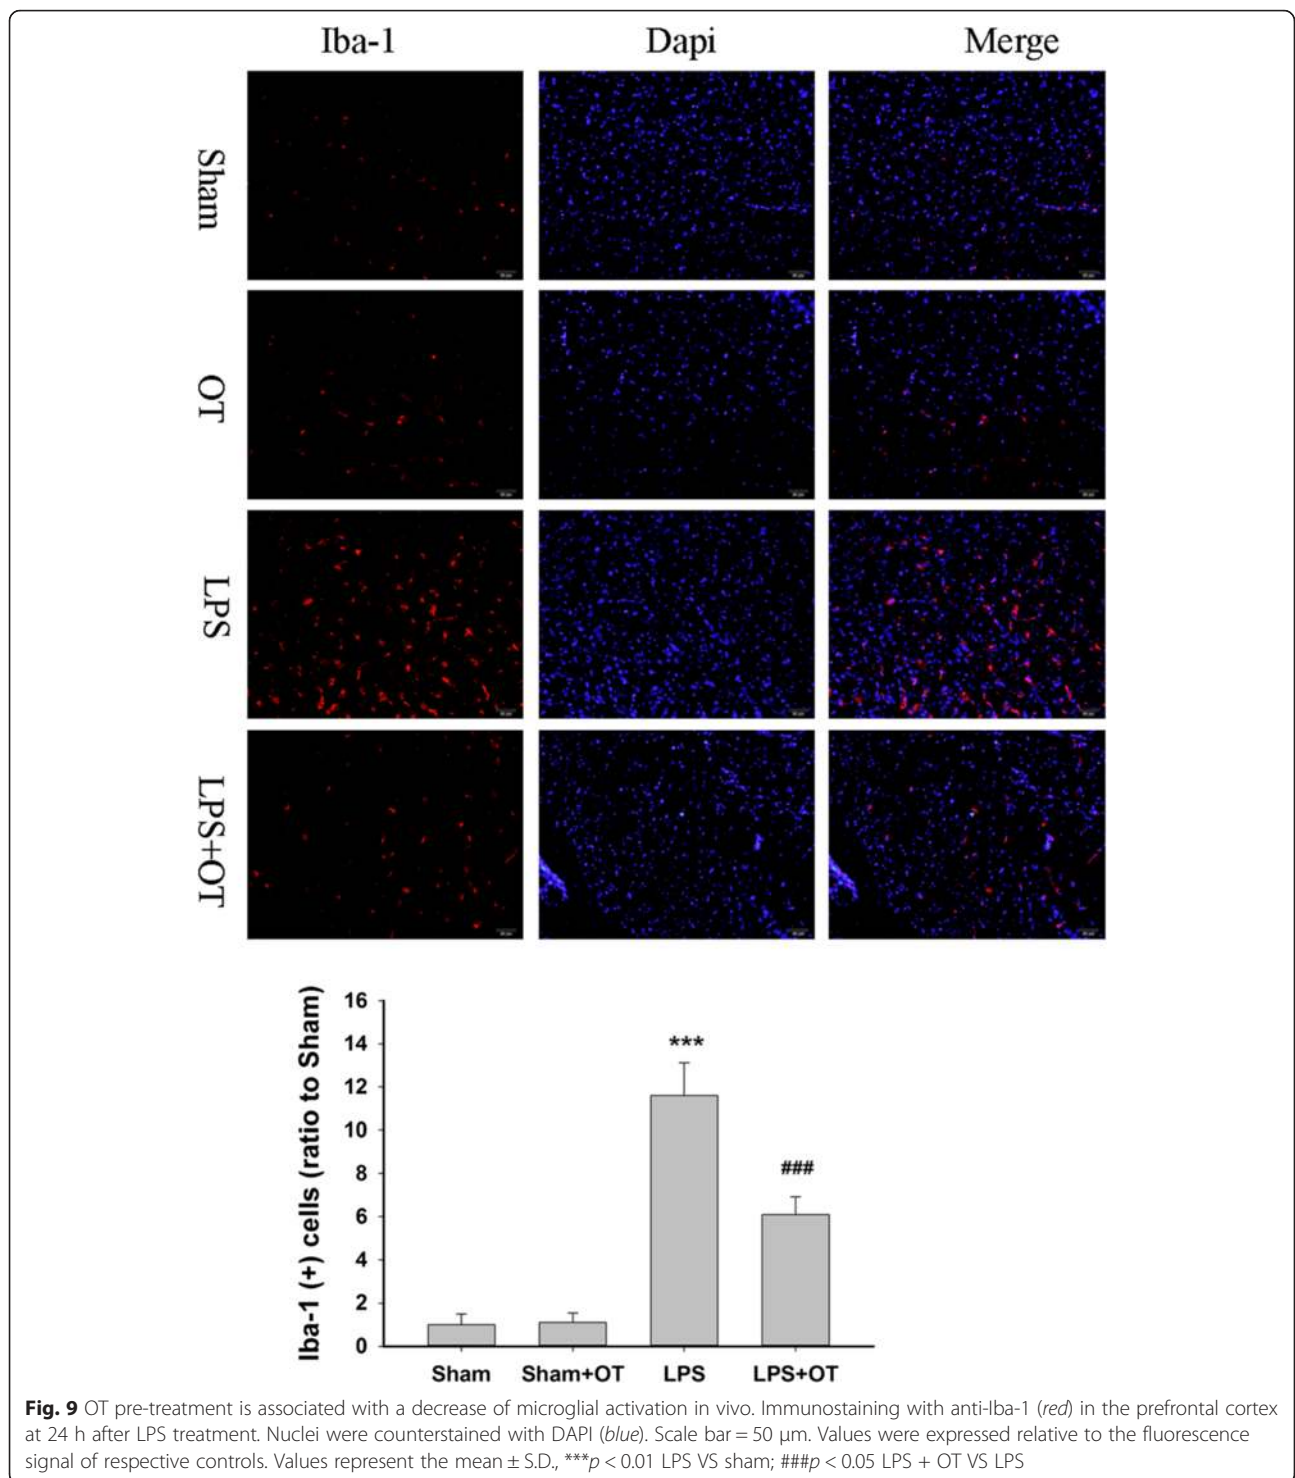 Iba-1 Dapi Merge
Sham
OT
LPS
LPS+OT
Iba-1 (+) cells (ratio to Sham)
16
14
12
10
8
6
4
2
0
***
###
Sham Sham+OT LPS LPS+OT
Fig. 9 OT pre-treatment is associated with a decrease of microglial activation in vivo. Immunostaining with anti-Iba-1 (red) in the prefrontal cortex
at 24 h after LPS treatment. Nuclei were counterstained with DAPI (blue). Scale bar = 50 μm. Values were expressed relative to the fluorescence
signal of respective controls. Values represent the mean ± S.D., ***p < 0.01 LPS VS sham; ###p < 0.05 LPS + OT VS LPS